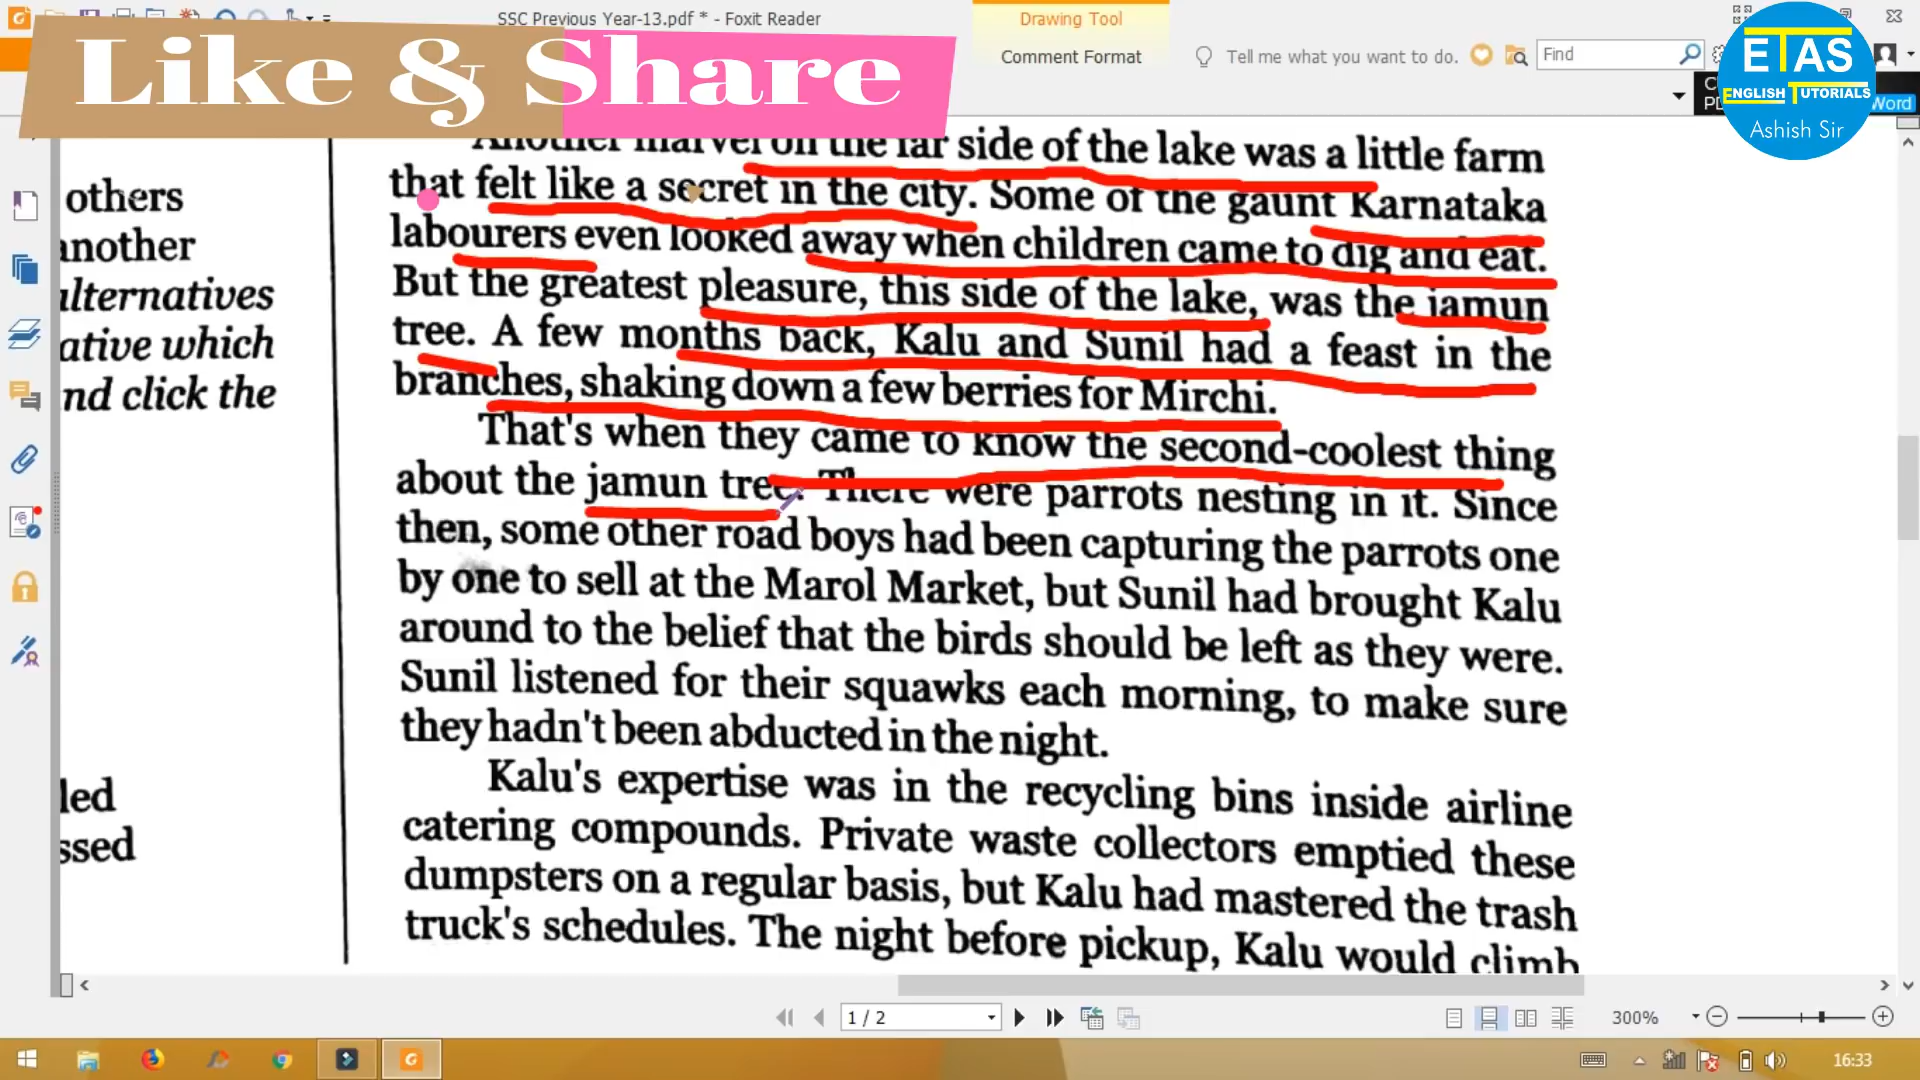 SSC Previous Year-13.pdf * - Foxit Reader
Drawing Tool
Like & Share
Comment Format
Tell me what you want to do.
Find
ETAS
ENGLISH TUTORIALS
Ashish Sir
Word
Another marvel on the far side of the lake was a little farm
that felt like a secret in the city. Some of the gaunt Karnataka
labourers even looked away when children came to dig and eat.
But the greatest pleasure, this side of the lake, was the jamun
tree. A few months back, Kalu and Sunil had a feast in the
branches, shaking down a few berries for Mirchi.
That's when they came to know the second-coolest thing
about the jamun tree. There were parrots nesting in it. Since
then, some other road boys had been capturing the parrots one
by one to sell at the Marol Market, but Sunil had brought Kalu
around to the belief that the birds should be left as they were.
Sunil listened for their squawks each morning, to make sure
they hadn't been abducted in the night.
Kalu's expertise was in the recycling bins inside airline
catering compounds. Private waste collectors emptied these
dumpsters on a regular basis, but Kalu had mastered the trash
truck's schedules. The night before pickup, Kalu would climb
others
another
alternatives
ative which
nd click the
led
ssed
1 / 2
300%
16:33